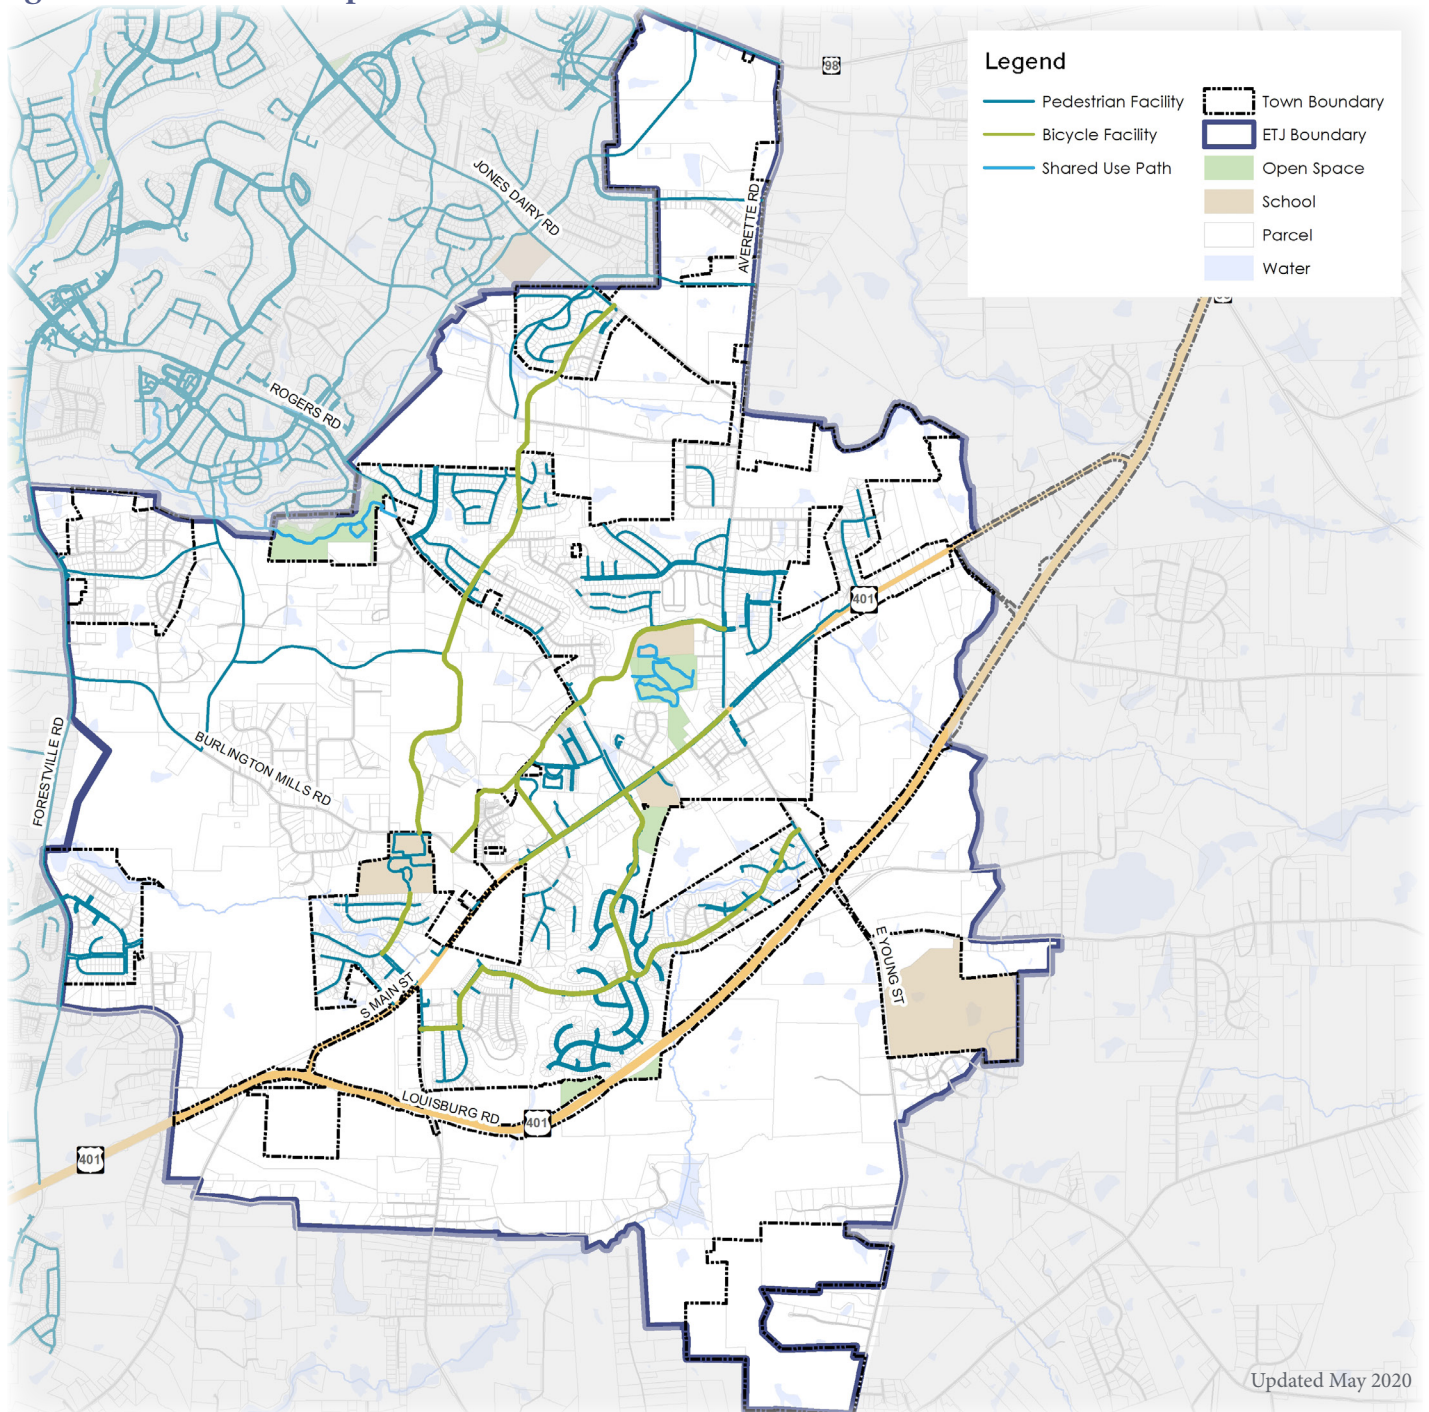 Legend
Pedestrian Facility
Bicycle Facility
Shared Use Path
Town Boundary
ETJ Boundary
Open Space
School
Parcel
Water
98
JONES DAIRY RD
AVERETTE RD
ROGERS RD
401
FORESTVILLE RD
BURLINGTON MILLS RD
E YOUNG ST
S MAIN ST
LOUISBURG RD
401
401
Updated May 2020